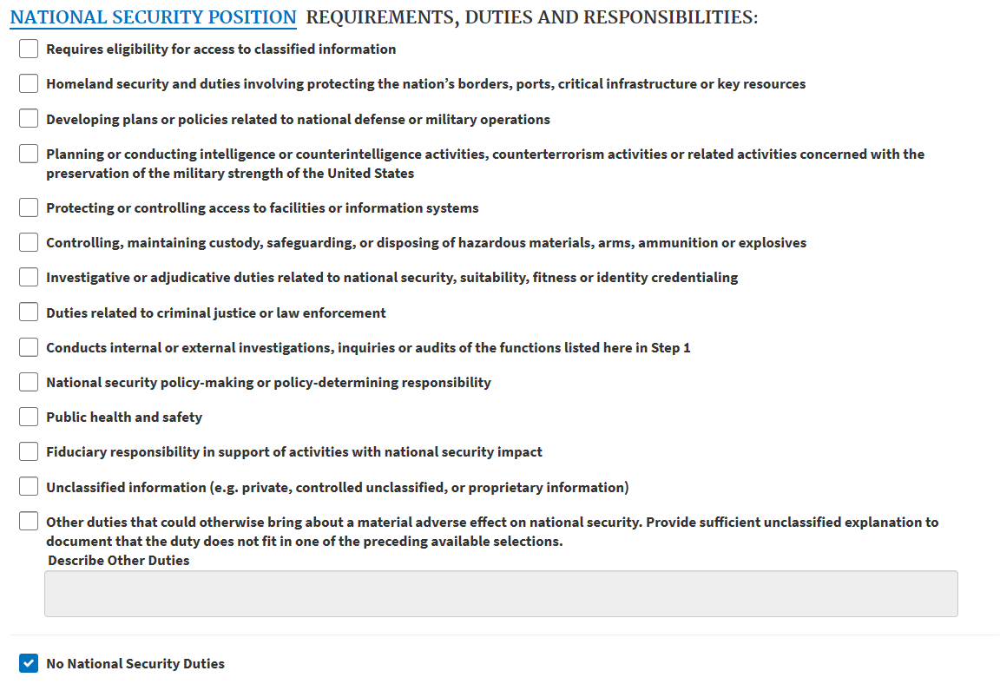 NATIONAL SECURITY POSITION REQUIREMENTS, DUTIES AND RESPONSIBILITIES:
Requires eligibility for access to classified information
Homeland security and duties involving protecting the nation’s borders, ports, critical infrastructure or key resources
Developing plans or policies related to national defense or military operations
Planning or conducting intelligence or counterintelligence activities, counterterrorism activities or related activities concerned with the
preservation of the military strength of the United States
Protecting or controlling access to facilities or information systems
Controlling, maintaining custody, safeguarding, or disposing of hazardous materials, arms, ammunition or explosives
Investigative or adjudicative duties related to national security, suitability, fitness or identity credentialing
Duties related to criminal justice or law enforcement
Conducts internal or external investigations, inquiries or audits of the functions listed here in Step 1
National security policy-making or policy-determining responsibility
Public health and safety
Fiduciary responsibility in support of activities with national security impact
Unclassified information (e.g. private, controlled unclassified, or proprietary information)
Other duties that could otherwise bring about a material adverse effect on national security. Provide sufficient unclassified explanation to
document that the duty does not fit in one of the preceding available selections.
Describe Other Duties
No National Security Duties